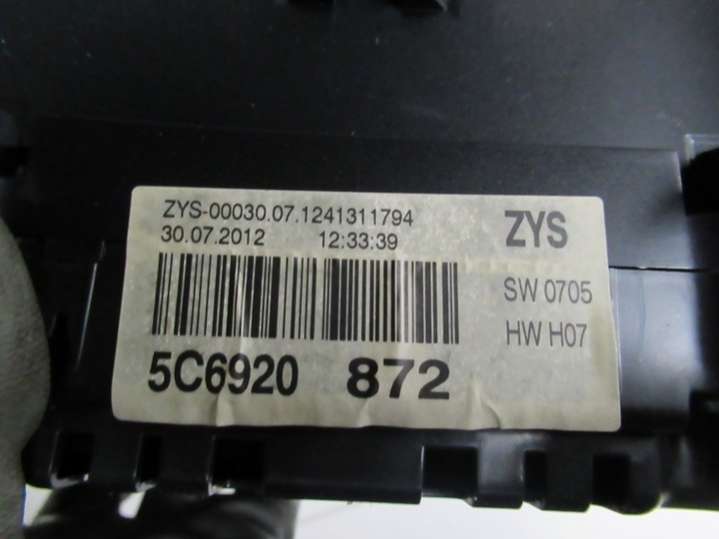 ZYS-00030.07.1241311794
30.07.2012 12:33:39
ZYS
SW 0705
HW H07
5C6920 872